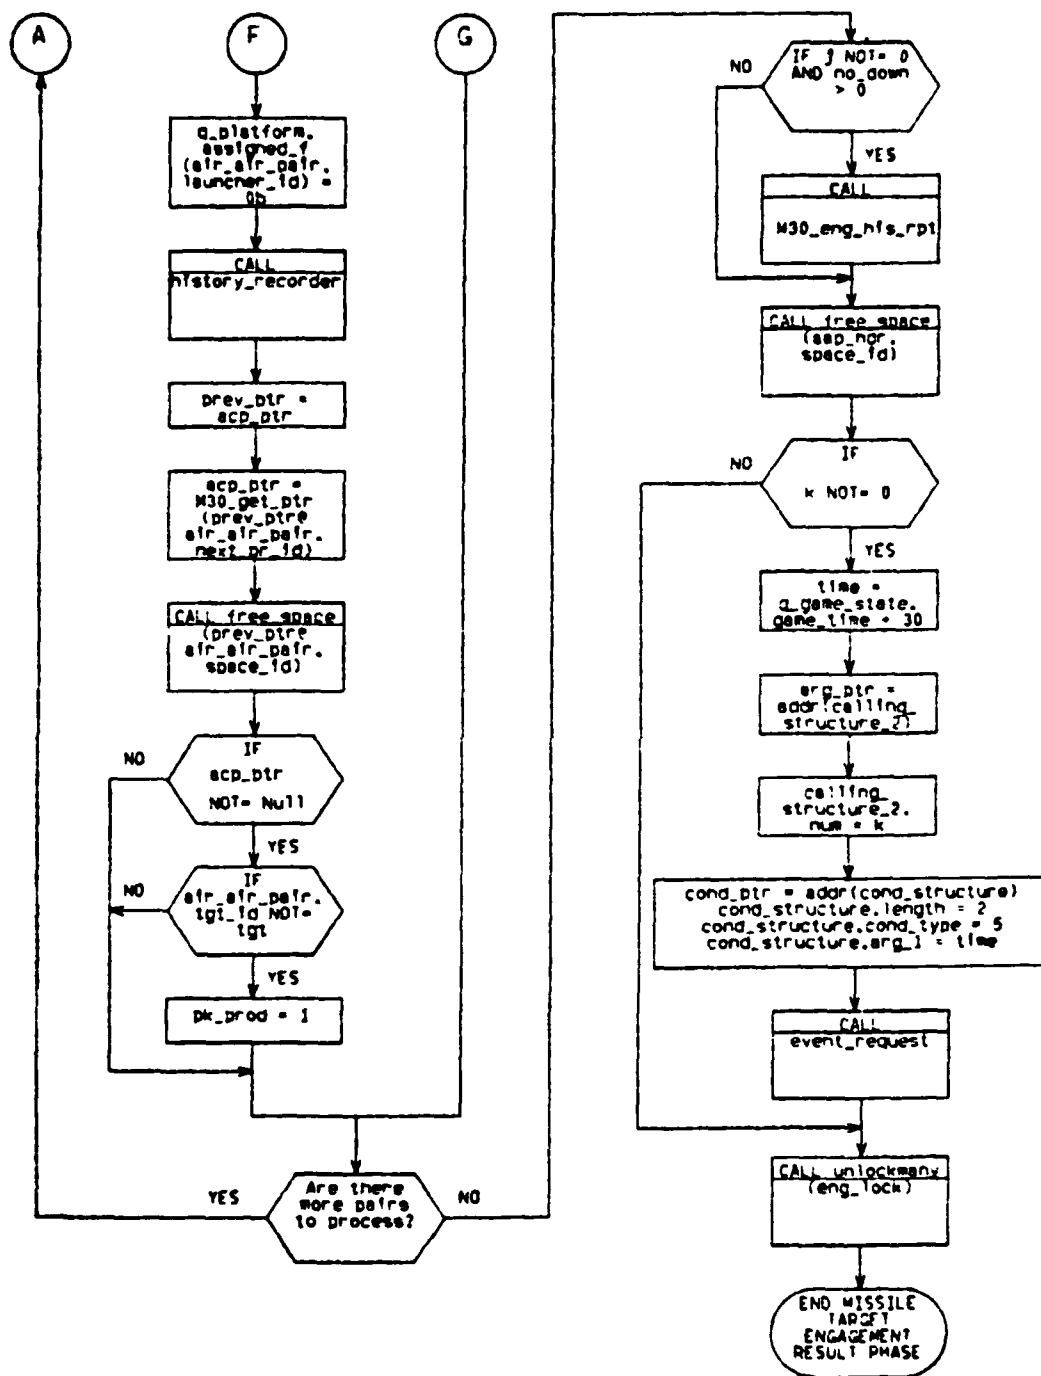 A
F
G
g_platform.
assigned_f
(air_air_pair.
launcher_id) =
0b
CALL
history_recorder
prev_ptr =
acp_ptr
acp_ptr =
M30_get_ptr
(prev_ptr@
air_air_pair.
next_pr_id)
CALL free_space
(prev_ptr@
air_air_pair.
space_id)
IF
acp_ptr
NOT= Null
NO
YES
IF
air_air_pair.
tgt_id NOT=
tgt
NO
YES
pk_prod = 1
Are there
more pairs
to process?
YES
NO
IF j NOT= 0
AND no_down
> 0
NO
YES
CALL
M30_eng_hfs_rpt
CALL free_space
(aap_hdr.
space_id)
IF
k NOT= 0
NO
YES
time =
g_game_state.
game_time + 30
arg_ptr =
addr(calling_
structure_2)
calling_
structure_2.
num = k
cond_ptr = addr(cond_structure)
cond_structure.length = 2
cond_structure.cond_type = 5
cond_structure.arg_1 = time
CALL
event_request
CALL unlockmany
(eng_lock)
END MISSILE
TARGET
ENGAGEMENT
RESULT PHASE